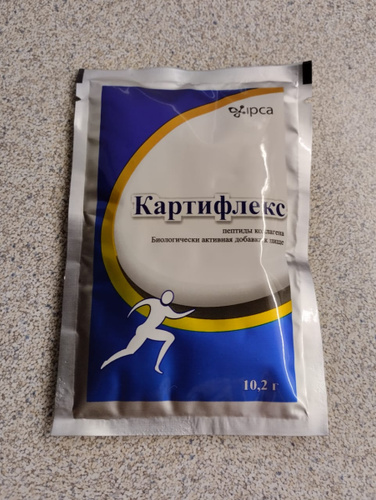 ipca
Картифлекс
пептиды коллагена
Биологически активная добавка к пище
10,2 г